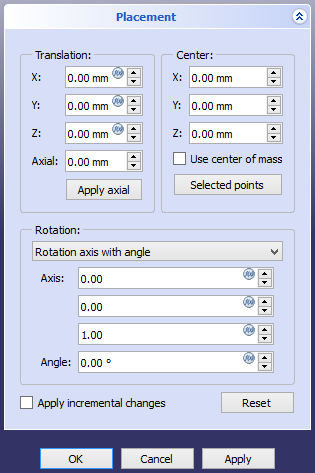 Placement
Translation:
X: 0.00 mm
Y: 0.00 mm
Z: 0.00 mm
Axial: 0.00 mm
Apply axial
Center:
X: 0.00 mm
Y: 0.00 mm
Z: 0.00 mm
Use center of mass
Selected points
Rotation:
Rotation axis with angle
Axis: 0.00
0.00
1.00
Angle: 0.00 °
Apply incremental changes
Reset
OK
Cancel
Apply